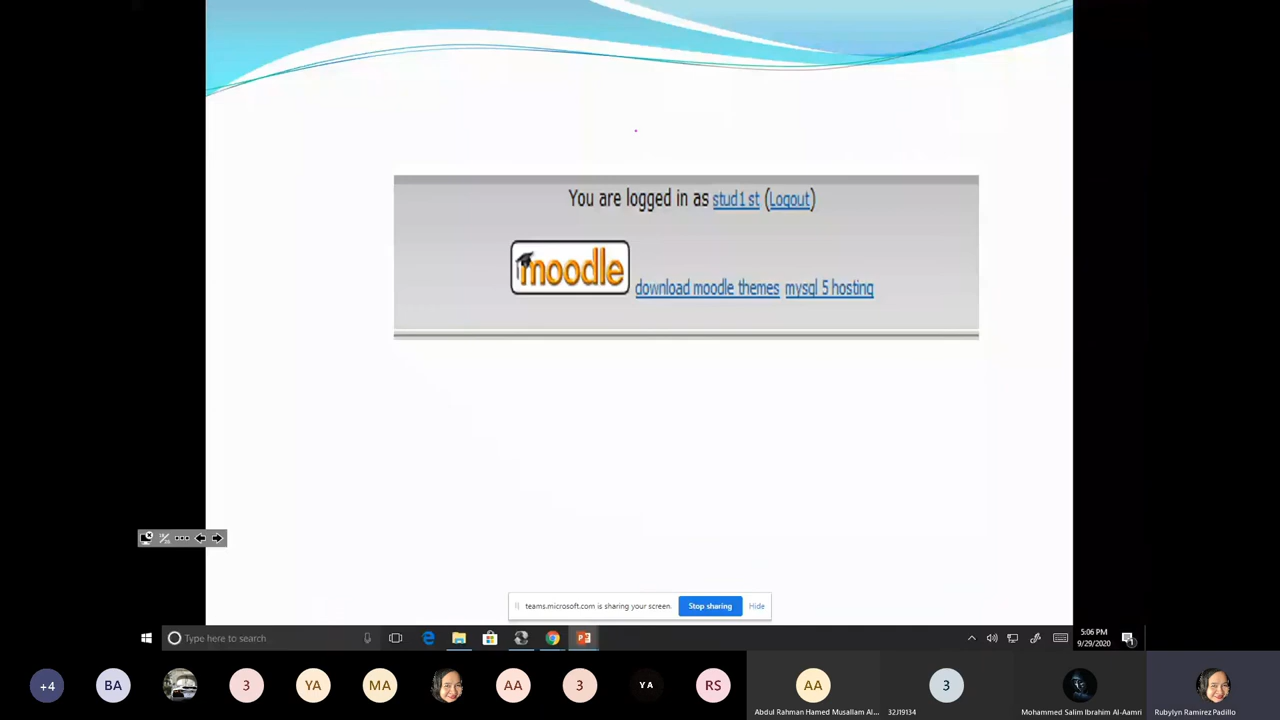 You are logged in as stud1 st (Logout)
moodle
download moodle themes mysql 5 hosting
teams.microsoft.com is sharing your screen.
Stop sharing
Hide
Type here to search
5:06 PM
9/29/2020
1
+4
BA
3
YA
MA
AA
3
Y A
RS
AA
3
Abdul Rahman Hamed Musallam Al...
32J19134
Mohammed Salim Ibrahim Al-Aamri
Rubylyn Ramirez Padillo